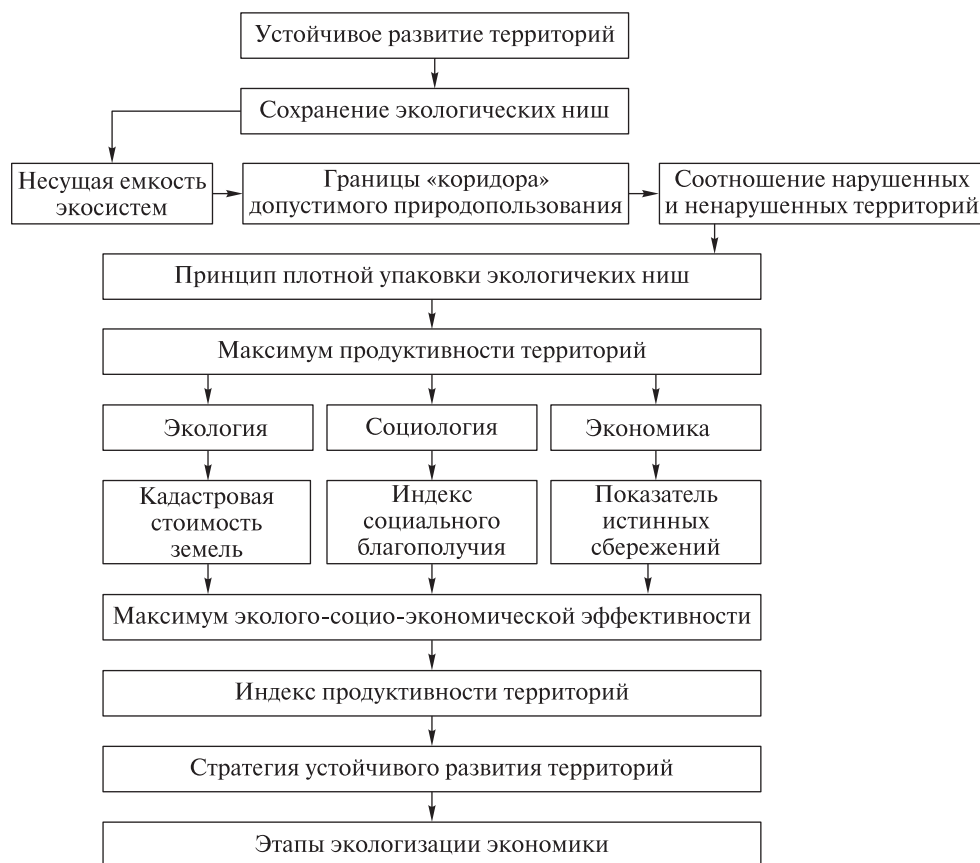 Устойчивое развитие территорий
Сохранение экологических ниш
Несущая емкость
экосистем
Границы «коридора»
допустимого природопользования
Соотношение нарушенных
и ненарушенных территорий
Принцип плотной упаковки экологичеких ниш
Максимум продуктивности территорий
Экология
Социология
Экономика
Кадастровая
стоимость
земель
Индекс
социального
благополучия
Показатель
истинных
сбережений
Максимум эколого-социо-экономической эффективности
Индекс продуктивности территорий
Стратегия устойчивого развития территорий
Этапы экологизации экономики